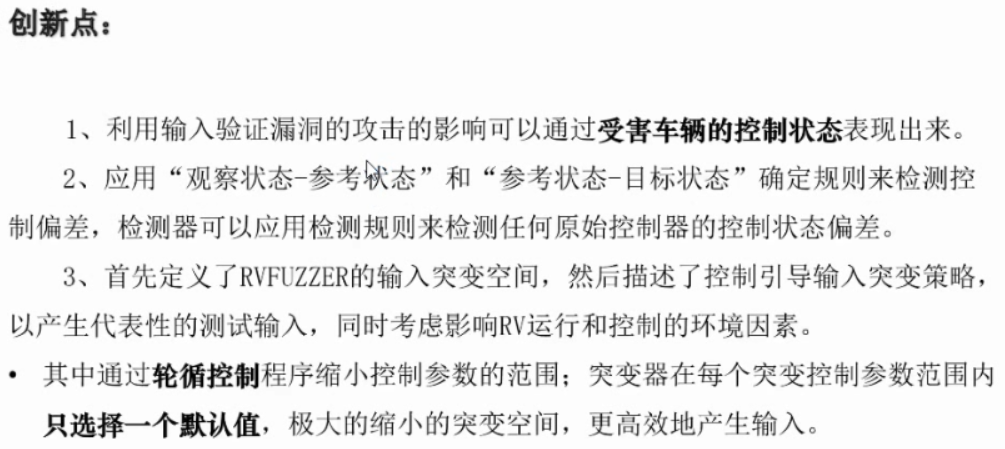 创新点：
1、利用输入验证漏洞的攻击的影响可以通过受害车辆的控制状态表现出来。
2、应用“观察状态-参考状态”和“参考状态-目标状态”确定规则来检测控
制偏差，检测器可以应用检测规则来检测任何原始控制器的控制状态偏差。
3、首先定义了RVFUZZER的输入突变空间，然后描述了控制引导输入突变策略，
以产生代表性的测试输入，同时考虑影响RV运行和控制的环境因素。
• 其中通过轮循控制程序缩小控制参数的范围；突变器在每个突变控制参数范围内
只选择一个默认值，极大的缩小的突变空间，更高效地产生输入。